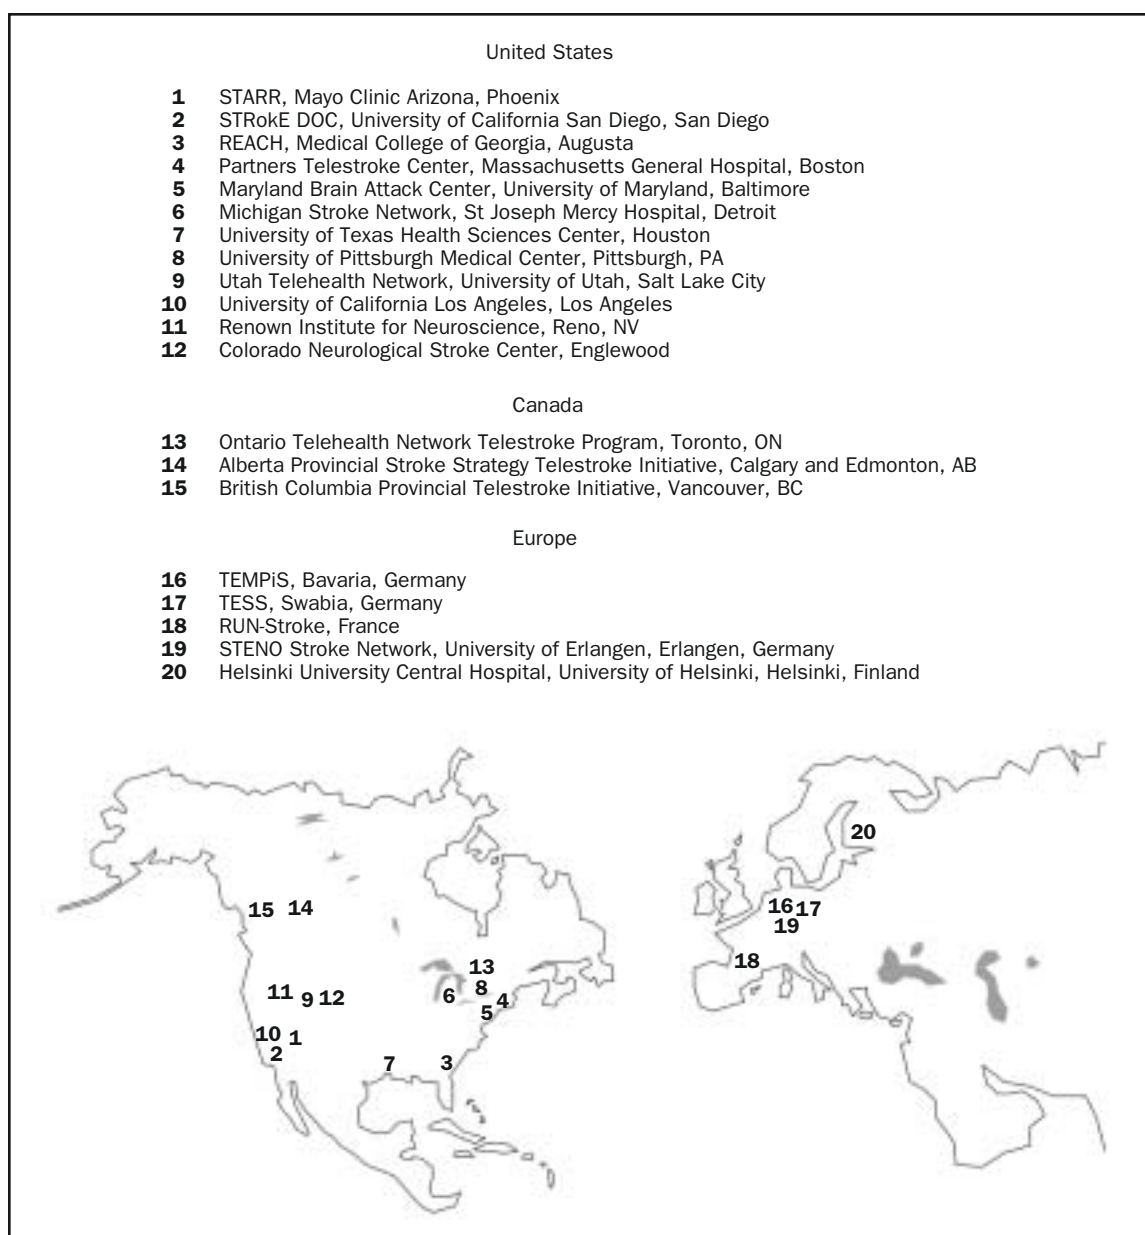 United States
1 STARR, Mayo Clinic Arizona, Phoenix
2 STRokE DOC, University of California San Diego, San Diego
3 REACH, Medical College of Georgia, Augusta
4 Partners Telestroke Center, Massachusetts General Hospital, Boston
5 Maryland Brain Attack Center, University of Maryland, Baltimore
6 Michigan Stroke Network, St Joseph Mercy Hospital, Detroit
7 University of Texas Health Sciences Center, Houston
8 University of Pittsburgh Medical Center, Pittsburgh, PA
9 Utah Telehealth Network, University of Utah, Salt Lake City
10 University of California Los Angeles, Los Angeles
11 Renown Institute for Neuroscience, Reno, NV
12 Colorado Neurological Stroke Center, Englewood
Canada
13 Ontario Telehealth Network Telestroke Program, Toronto, ON
14 Alberta Provincial Stroke Strategy Telestroke Initiative, Calgary and Edmonton, AB
15 British Columbia Provincial Telestroke Initiative, Vancouver, BC
Europe
16 TEMPiS, Bavaria, Germany
17 TESS, Swabia, Germany
18 RUN-Stroke, France
19 STENO Stroke Network, University of Erlangen, Erlangen, Germany
20 Helsinki University Central Hospital, University of Helsinki, Helsinki, Finland
15 14
13
11 9 12
6 8 4
5
10 1
2
7 3
20
16 17
19
18